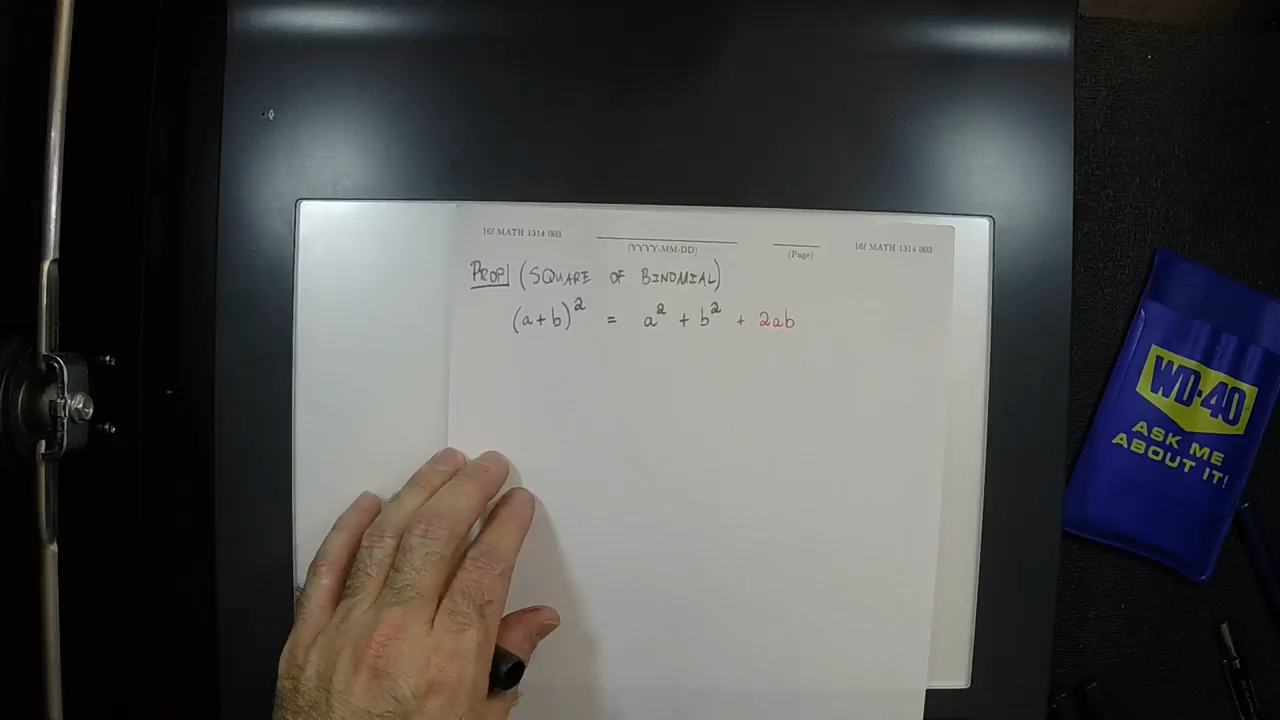 16f MATH 1314 003
(YYYY-MM-DD)
(Page)
16f MATH 1314 003
PROP (SQUARE OF BINOMIAL)
(a+b)² = a² + b² + 2ab
WD-40
ASK ME
ABOUT IT!